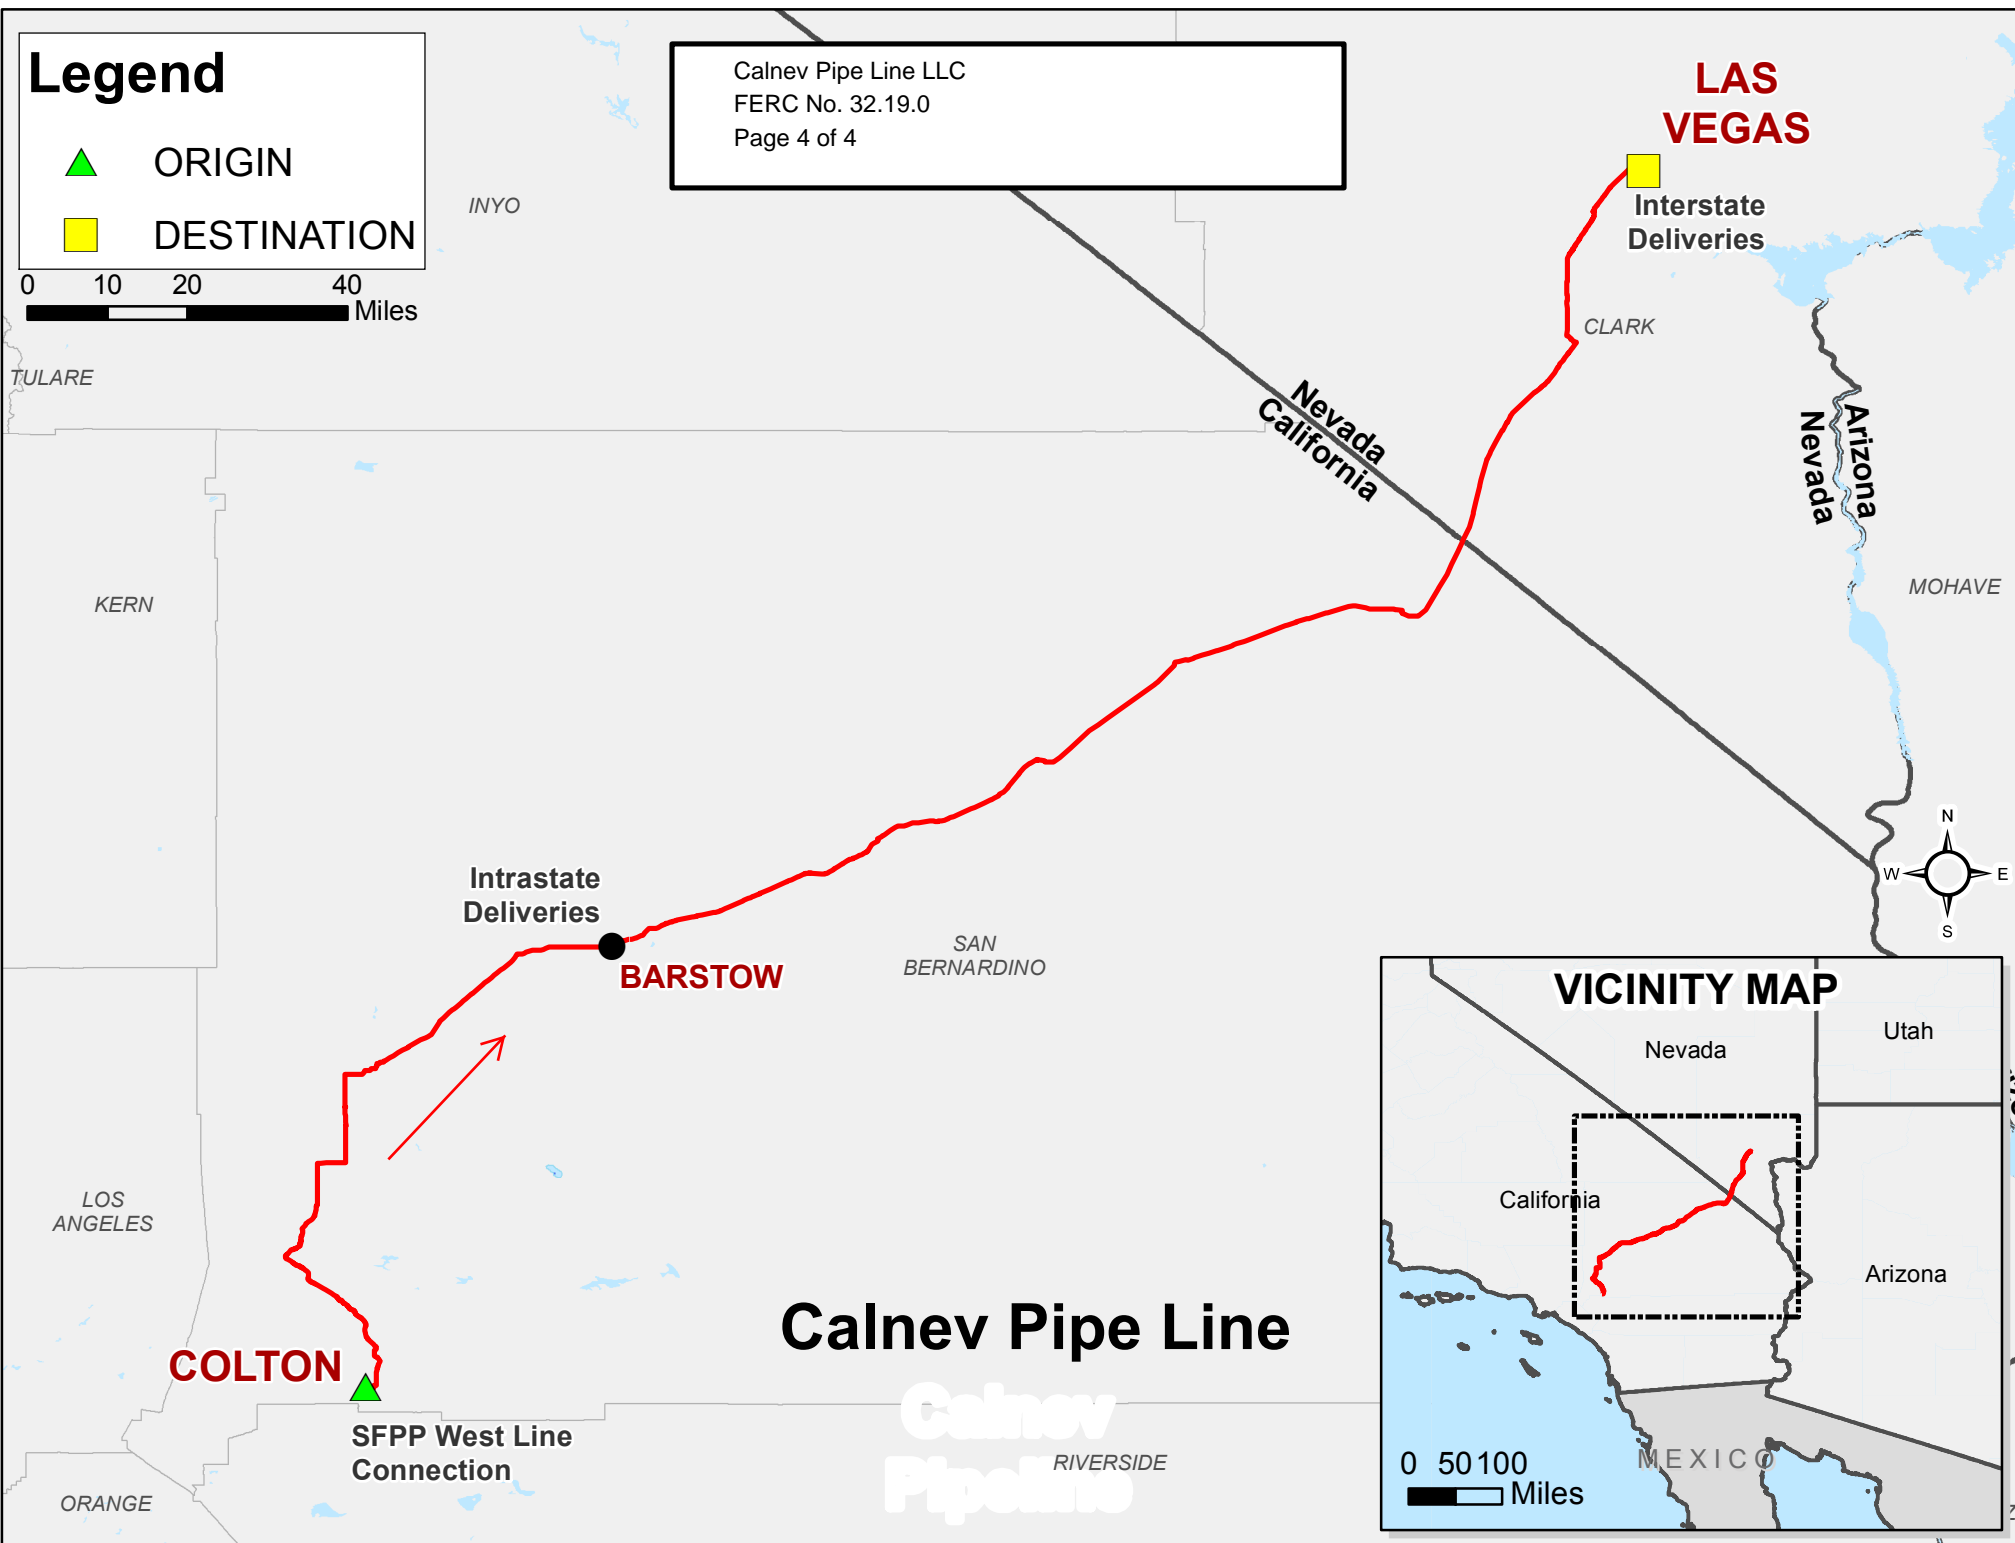 Legend
ORIGIN
DESTINATION
0 10 20 40
Miles
Calnev Pipe Line LLC
FERC No. 32.19.0
Page 4 of 4
LAS
VEGAS
Interstate
Deliveries
INYO
CLARK
TULARE
Nevada
California
Arizona
Nevada
KERN
MOHAVE
N
W E
S
Intrastate
Deliveries
BARSTOW
SAN
BERNARDINO
LOS
ANGELES
COLTON
SFPP West Line
Connection
ORANGE
Calnev Pipe Line
Calnev
Pipeline
RIVERSIDE
VICINITY MAP
Nevada
Utah
California
Arizona
MEXICO
0 50 100
Miles